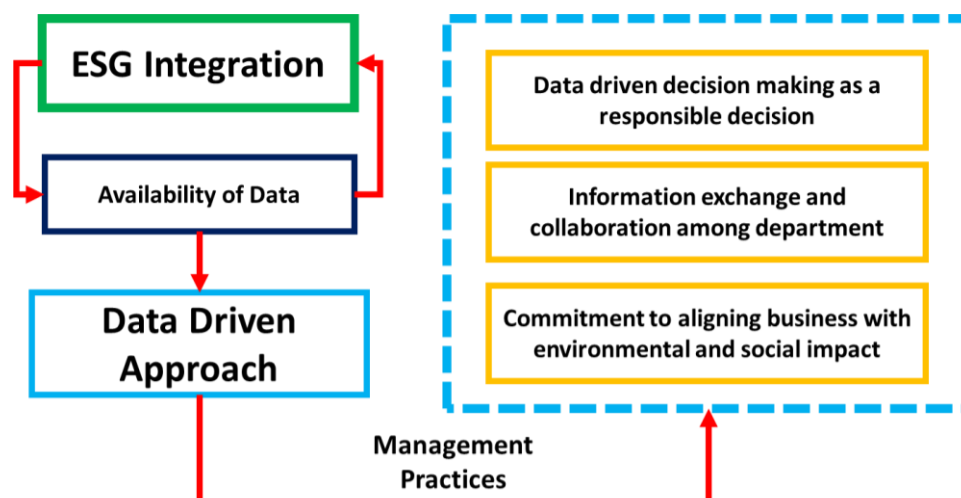 ESG Integration
Availability of Data
Data Driven
Approach
Data driven decision making as a
responsible decision
Information exchange and
collaboration among department
Commitment to aligning business with
environmental and social impact
Management
Practices